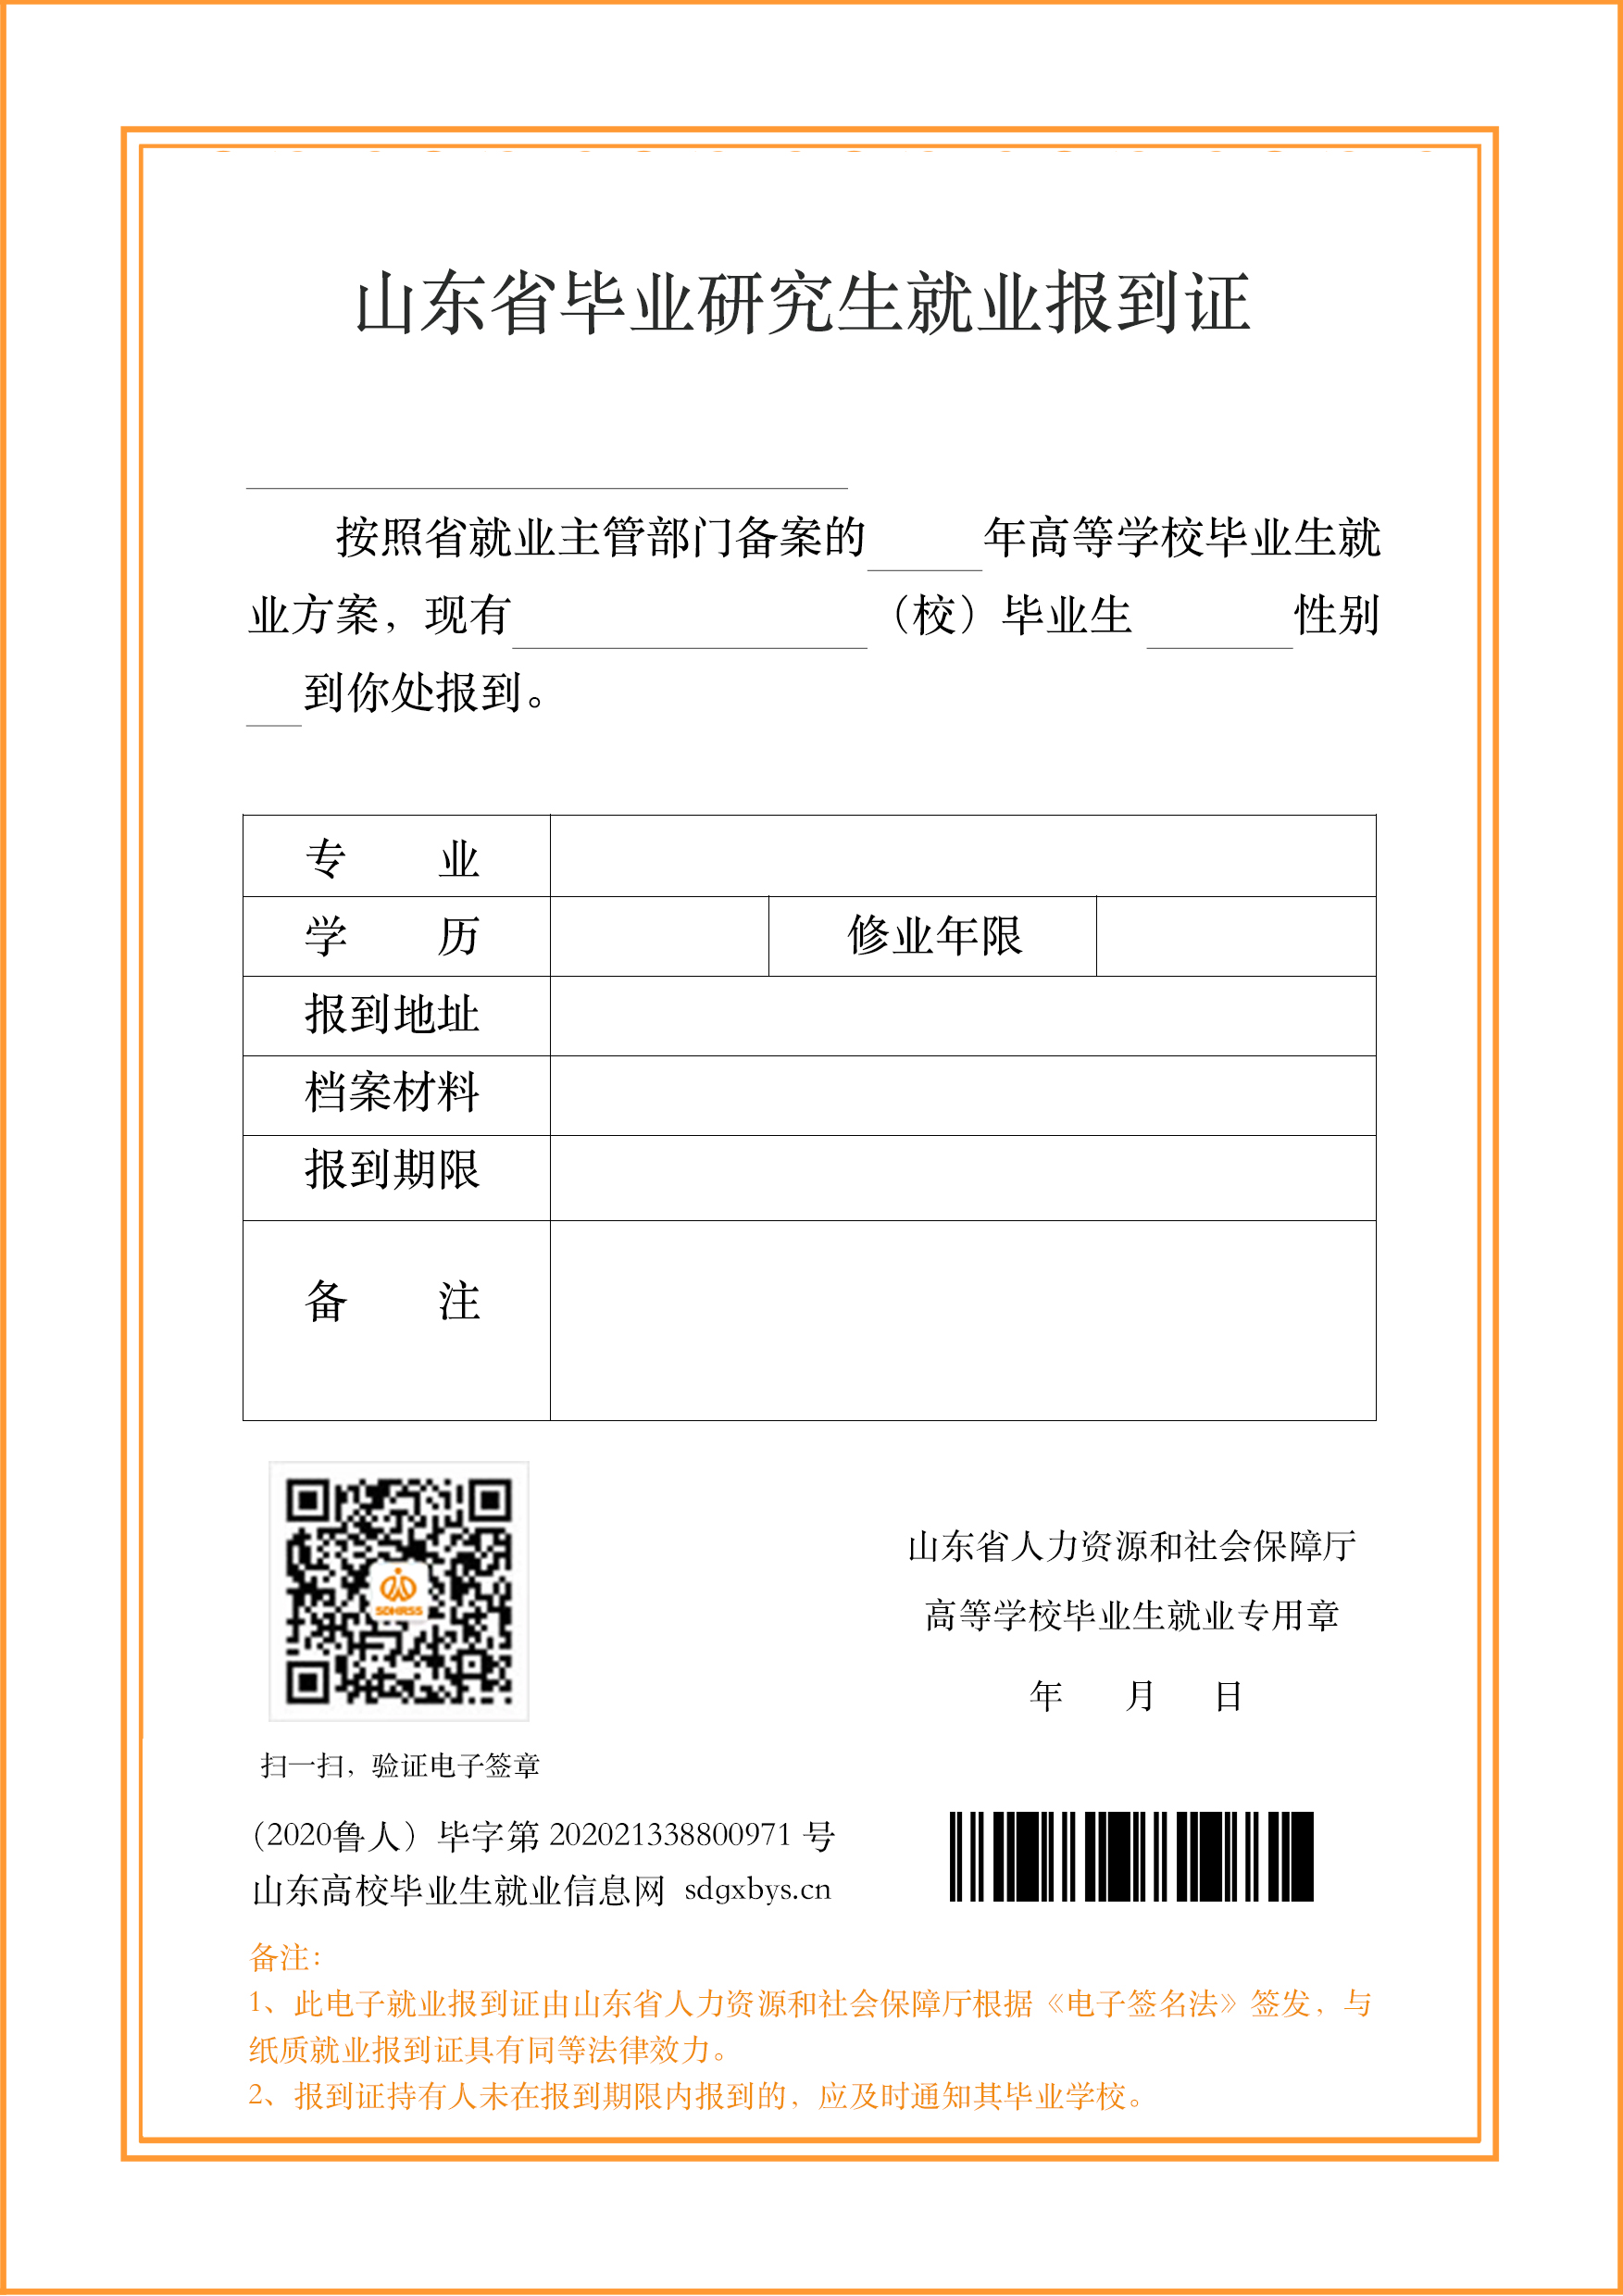 山东省毕业研究生就业报到证
按照省就业主管部门备案的 年高等学校毕业生就
业方案，现有 （校）毕业生 性别
到你处报到。
专 业
学 历 修业年限
报到地址
档案材料
报到期限
备 注
SDHRSS
山东省人力资源和社会保障厅
高等学校毕业生就业专用章
年 月 日
扫一扫，验证电子签章
（2020鲁人）毕字第 202021338800971 号
山东高校毕业生就业信息网 sdgxbys.cn
备注：
1、此电子就业报到证由山东省人力资源和社会保障厅根据《电子签名法》签发，与
纸质就业报到证具有同等法律效力。
2、报到证持有人未在报到期限内报到的，应及时通知其毕业学校。